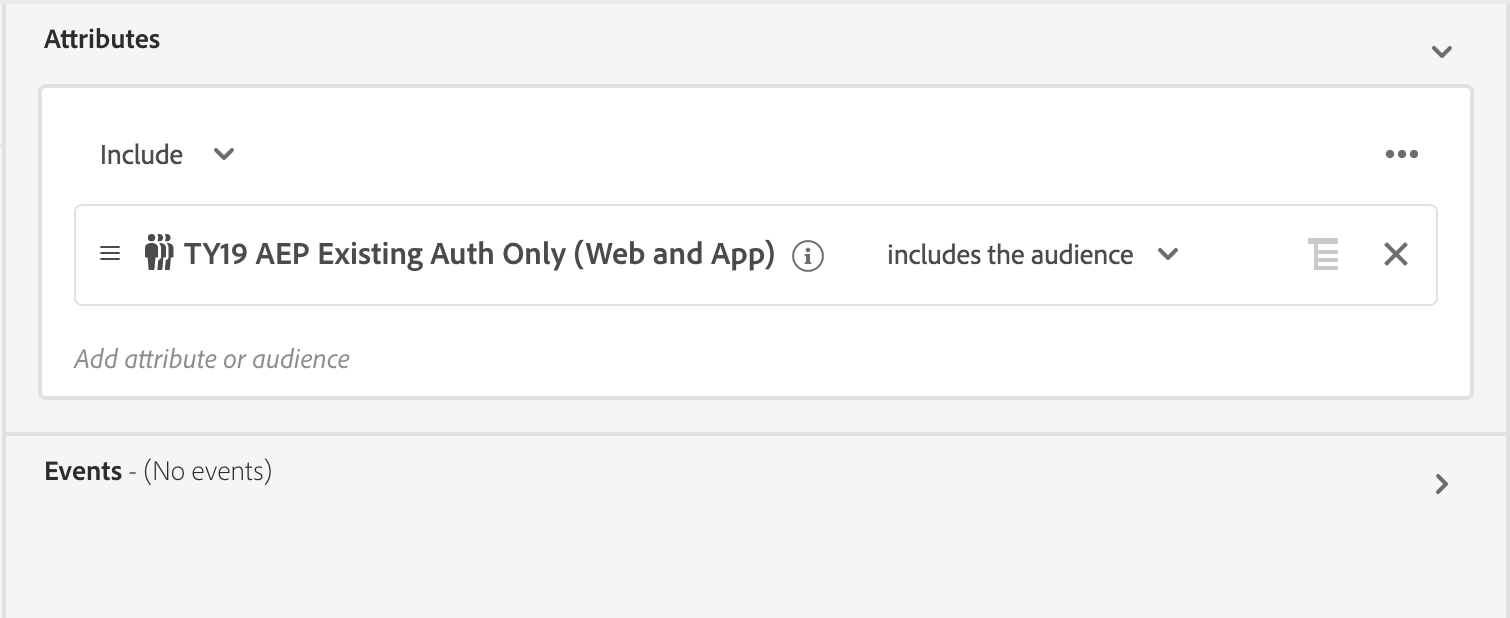 Attributes
Include
TY19 AEP Existing Auth Only (Web and App) i includes the audience
Add attribute or audience
Events - (No events)